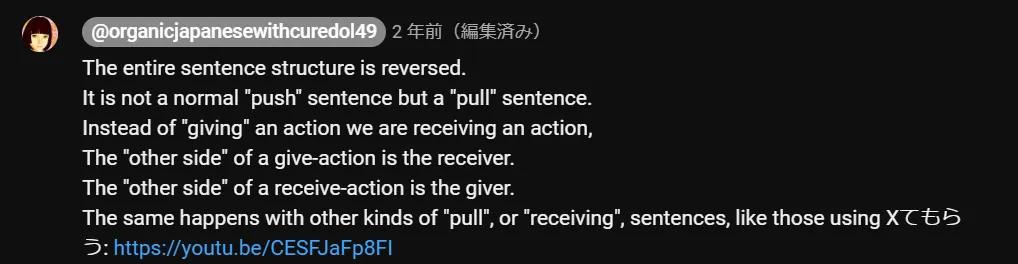 @organicjapanesewithcuredol49 2 年前（編集済み）
The entire sentence structure is reversed.
It is not a normal "push" sentence but a "pull" sentence.
Instead of "giving" an action we are receiving an action,
The "other side" of a give-action is the receiver.
The "other side" of a receive-action is the giver.
The same happens with other kinds of "pull", or "receiving", sentences, like those using Xてもら
う: https://youtu.be/CESFJaFp8FI